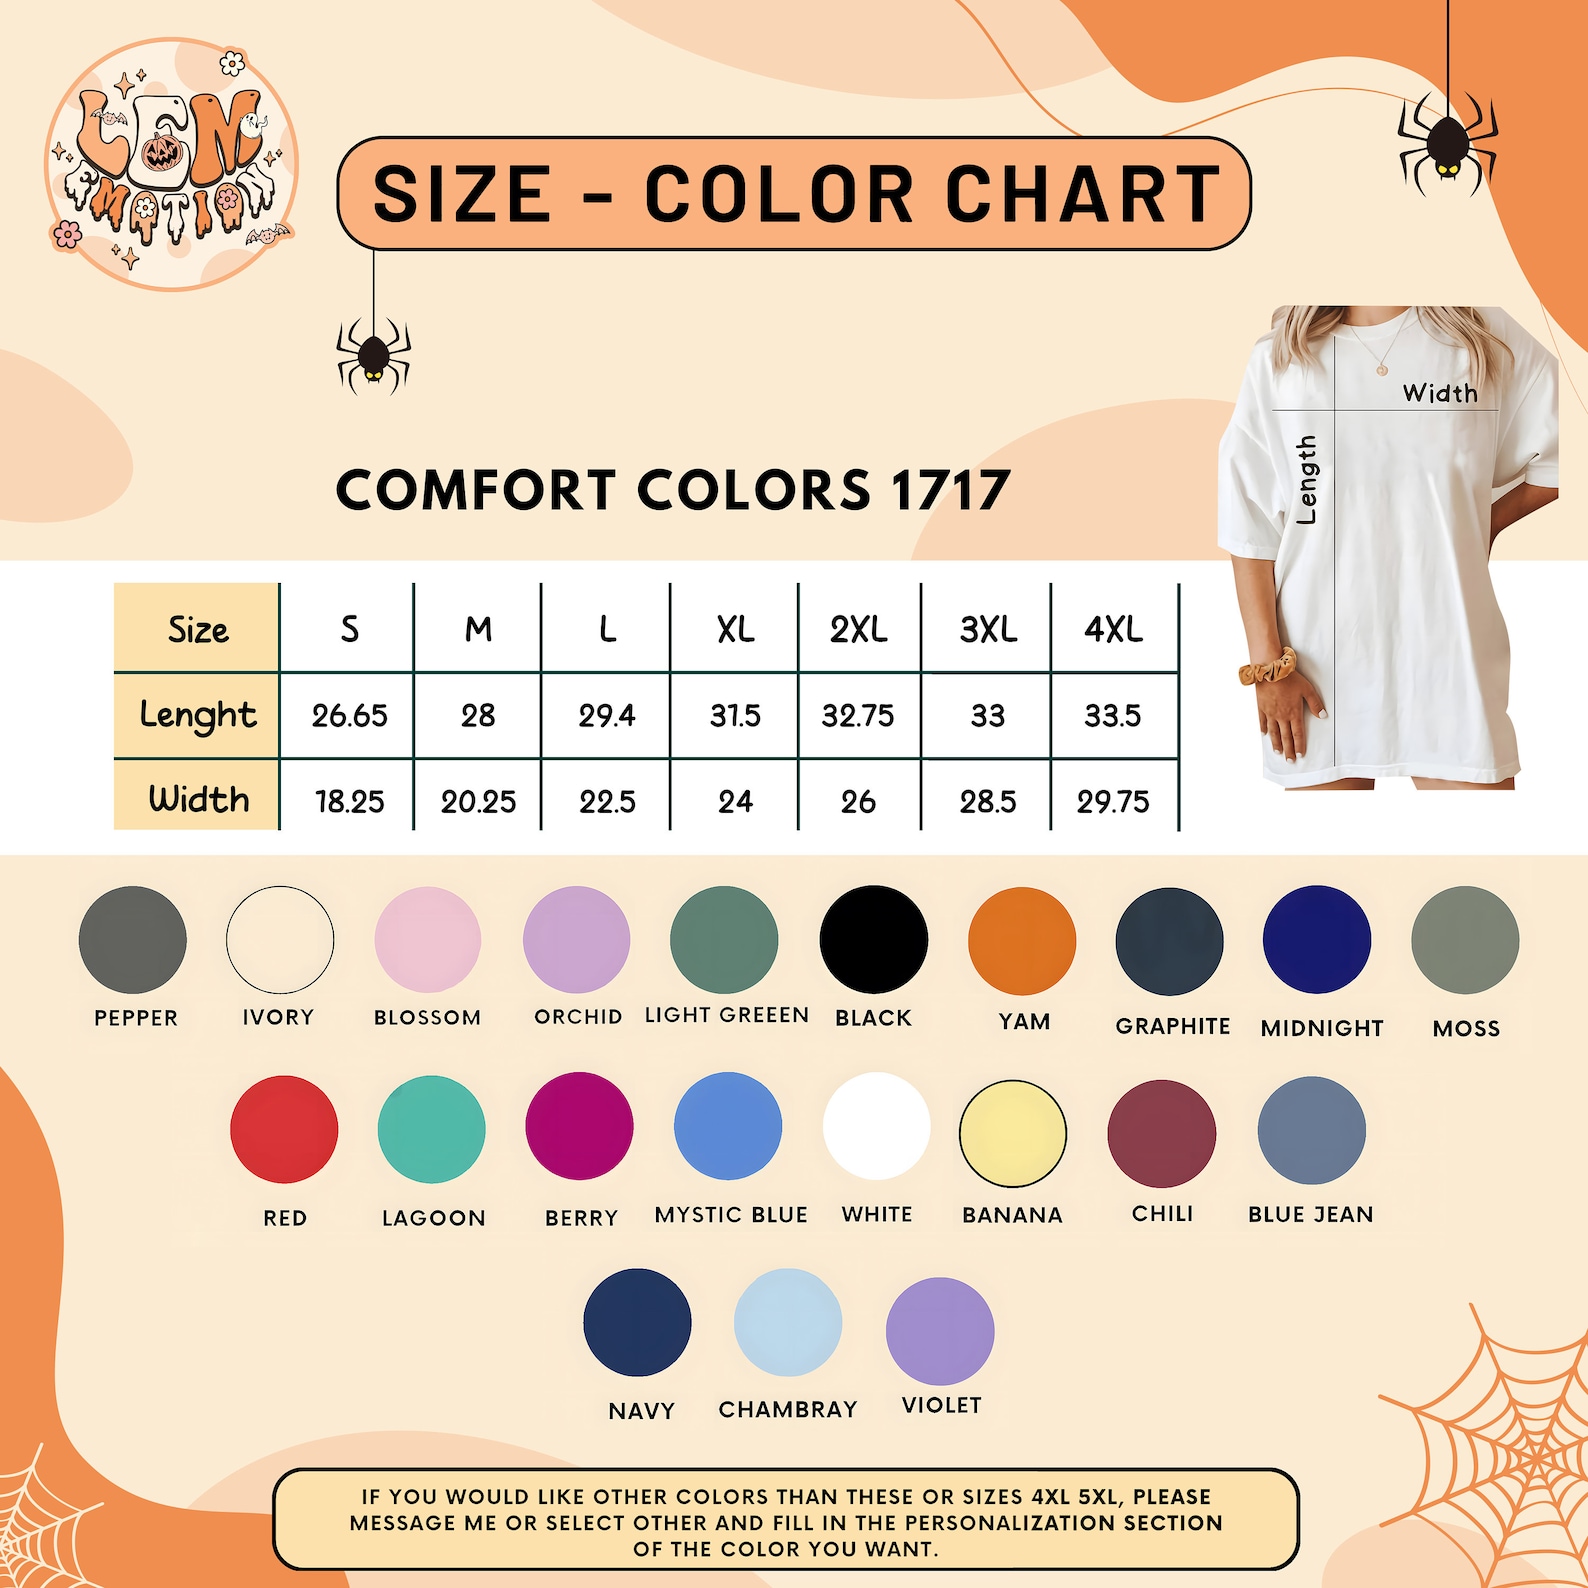 LEM
EMOTION
SIZE - COLOR CHART
COMFORT COLORS 1717
Width
Length
Size S M L XL 2XL 3XL 4XL
Lenght 26.65 28 29.4 31.5 32.75 33 33.5
Width 18.25 20.25 22.5 24 26 28.5 29.75
PEPPER IVORY BLOSSOM ORCHID LIGHT GREEEN BLACK YAM GRAPHITE MIDNIGHT MOSS
RED LAGOON BERRY MYSTIC BLUE WHITE BANANA CHILI BLUE JEAN
NAVY CHAMBRAY VIOLET
IF YOU WOULD LIKE OTHER COLORS THAN THESE OR SIZES 4XL 5XL, PLEASE
MESSAGE ME OR SELECT OTHER AND FILL IN THE PERSONALIZATION SECTION
OF THE COLOR YOU WANT.